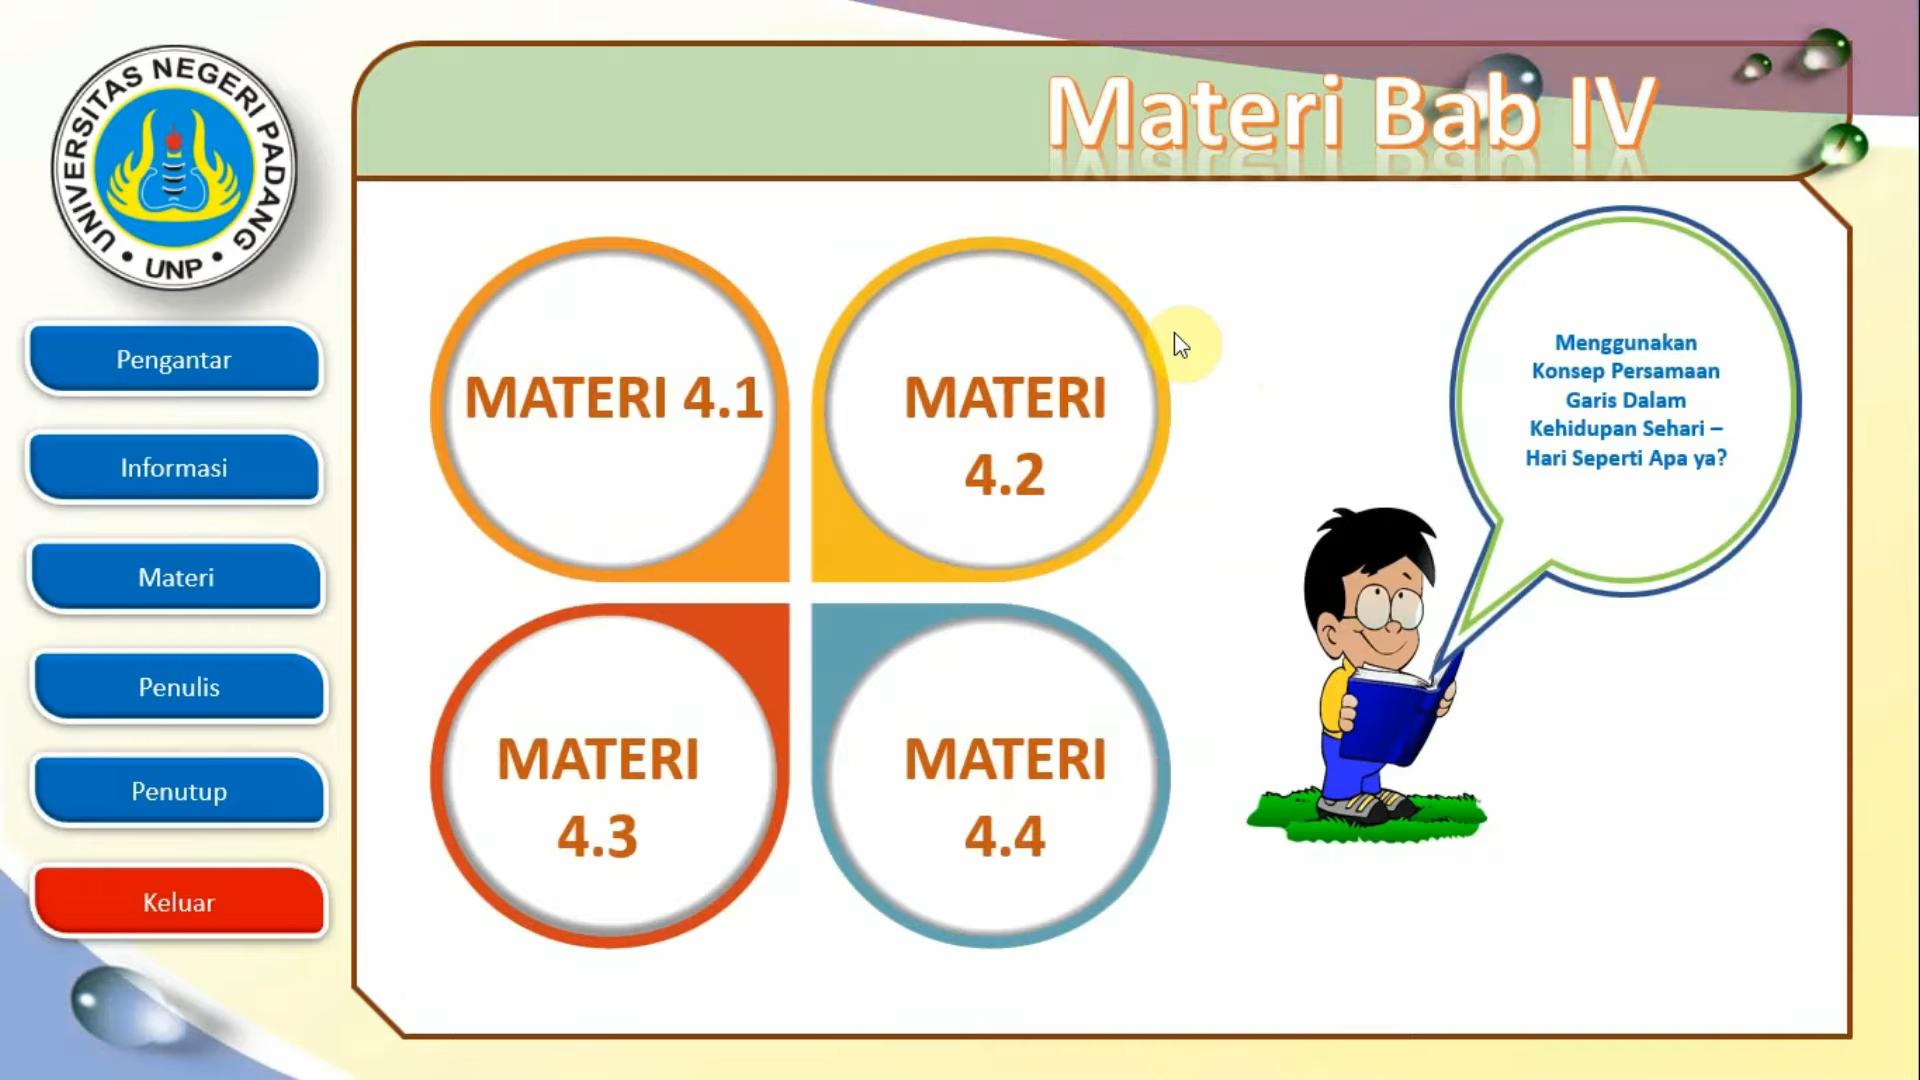 UNIVERSITAS NEGERI PADANG
• UNP •
Pengantar
Informasi
Materi
Penulis
Penutup
Keluar
Materi Bab IV
MATERI 4.1
MATERI
4.2
MATERI
4.3
MATERI
4.4
Menggunakan
Konsep Persamaan
Garis Dalam
Kehidupan Sehari –
Hari Seperti Apa ya?